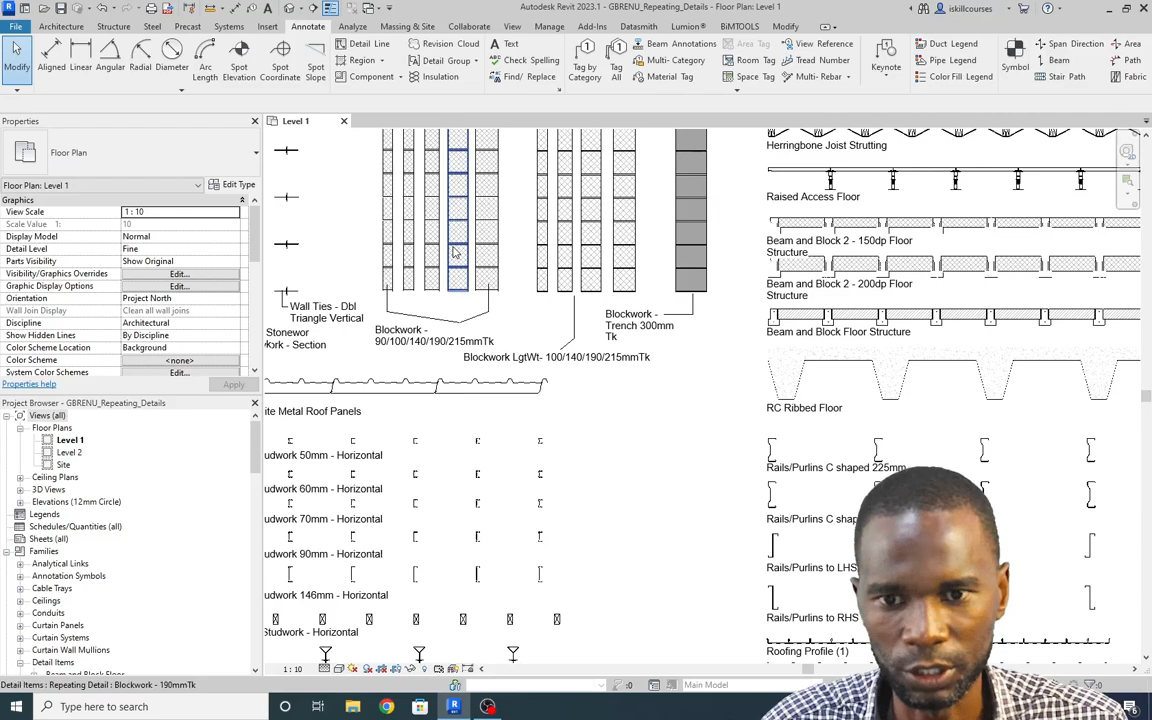 Autodesk Revit 2023.1 - GBRENU_Repeating_Details - Floor Plan: Level 1
iskillcourses
File
Architecture
Structure
Steel
Precast
Systems
Insert
Annotate
Analyze
Massing & Site
Collaborate
View
Manage
Add-Ins
Datasmith
Lumion®
BIMTOOLS
Modify
Modify
Aligned
Linear
Angular
Radial
Diameter
Arc
Length
Spot
Elevation
Spot
Coordinate
Spot
Slope
Detail Line
Region
Component
Revision Cloud
Detail Group
Insulation
Text
Check Spelling
Find/ Replace
Tag by
Category
Tag
All
Beam Annotations
Multi- Category
Material Tag
Area Tag
Room Tag
Space Tag
View Reference
Tread Number
Multi- Rebar
Keynote
Duct Legend
Pipe Legend
Color Fill Legend
Symbol
Span Direction
Beam
Stair Path
Area
Path
Fabric
Properties
Floor Plan
Floor Plan: Level 1
Edit Type
Graphics
View Scale 1 : 10
Scale Value 1: 10
Display Model Normal
Detail Level Fine
Parts Visibility Show Original
Visibility/Graphics Overrides Edit...
Graphic Display Options Edit...
Orientation Project North
Wall Join Display Clean all wall joins
Discipline Architectural
Show Hidden Lines By Discipline
Color Scheme Location Background
Color Scheme <none>
System Color Schemes Edit...
Properties help
Apply
Project Browser - GBRENU_Repeating_Details
Views (all)
Floor Plans
Level 1
Level 2
Site
Ceiling Plans
3D Views
Elevations (12mm Circle)
Legends
Schedules/Quantities (all)
Sheets (all)
Families
Analytical Links
Annotation Symbols
Cable Trays
Ceilings
Conduits
Curtain Panels
Curtain Systems
Curtain Wall Mullions
Detail Items
Level 1
Wall Ties - Dbl
Triangle Vertical
Stonewor
Work - Section
Blockwork -
90/100/140/190/215mmTk
Blockwork LgtWt- 100/140/190/215mmTk
Blockwork -
Trench 300mm
Tk
ite Metal Roof Panels
udwork 50mm - Horizontal
udwork 60mm - Horizontal
udwork 70mm - Horizontal
udwork 90mm - Horizontal
udwork 146mm - Horizontal
Studwork - Horizontal
Herringbone Joist Strutting
Raised Access Floor
Beam and Block 2 - 150dp Floor
Structure
Beam and Block 2 - 200dp Floor
Structure
Beam and Block Floor Structure
RC Ribbed Floor
Rails/Purlins C shaped 225mm
Rails/Purlins C shap
Rails/Purlins to LHS
Rails/Purlins to RHS
Roofing Profile (1)
1 : 10
Detail Items : Repeating Detail : Blockwork - 190mmTk
:0
Main Model
:0
Type here to search